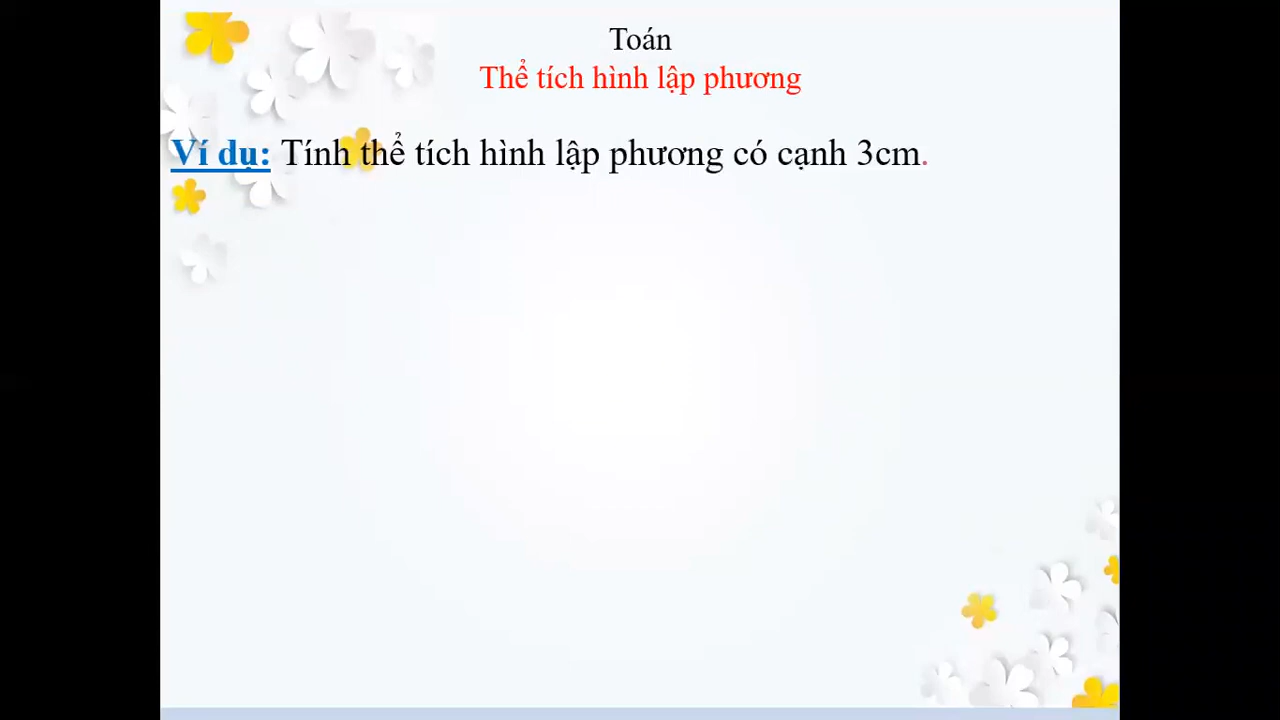 Toán
Thể tích hình lập phương
Ví dụ: Tính thể tích hình lập phương có cạnh 3cm.